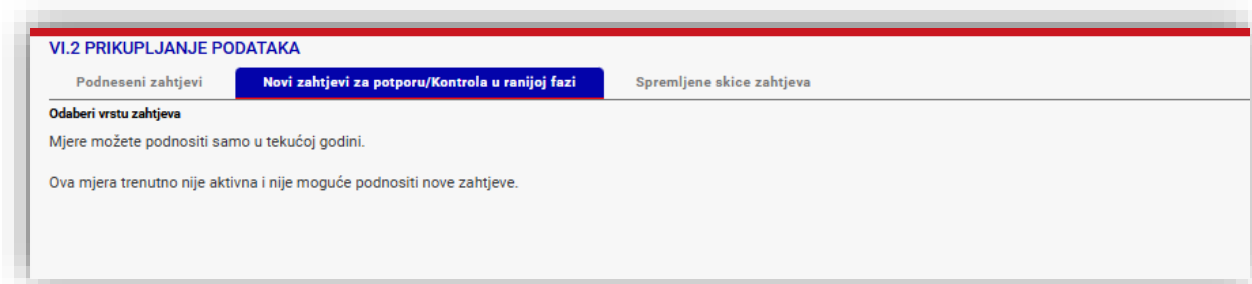 VI.2 PRIKUPLJANJE PODATAKA
Podneseni zahtjevi Novi zahtjevi za potporu/Kontrola u ranijoj fazi Spremljene skice zahtjeva
Odaberi vrstu zahtjeva
Mjere možete podnositi samo u tekućoj godini.
Ova mjera trenutno nije aktivna i nije moguće podnositi nove zahtjeve.